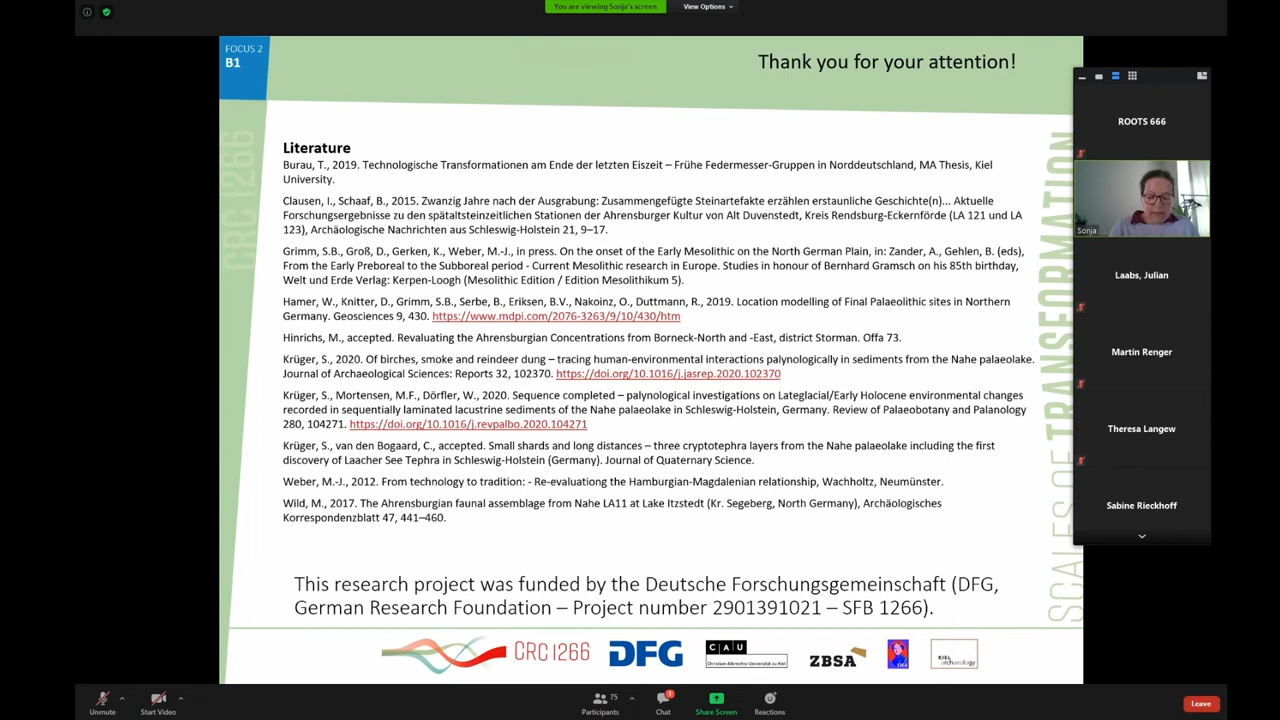 You are viewing Sonja's screen
View Options
FOCUS 2
B1
Thank you for your attention!
CRC 1266
Literature
Burau, T., 2019. Technologische Transformationen am Ende der letzten Eiszeit – Frühe Federmesser-Gruppen in Norddeutschland, MA Thesis, Kiel
University.
Clausen, I., Schaaf, B., 2015. Zwanzig Jahre nach der Ausgrabung: Zusammengefügte Steinartefakte erzählen erstaunliche Geschichte(n)... Aktuelle
Forschungsergebnisse zu den spätaltsteinzeitlichen Stationen der Ahrensburger Kultur von Alt Duvenstedt, Kreis Rendsburg-Eckernförde (LA 121 und LA
123), Archäologische Nachrichten aus Schleswig-Holstein 21, 9–17.
Grimm, S.B., Groß, D., Gerken, K., Weber, M.-J., in press. On the onset of the Early Mesolithic on the North German Plain, in: Zander, A., Gehlen, B. (eds),
From the Early Preboreal to the Subboreal period - Current Mesolithic research in Europe. Studies in honour of Bernhard Gramsch on his 85th birthday,
Welt und Erde Verlag: Kerpen-Loogh (Mesolithic Edition / Edition Mesolithikum 5).
Hamer, W., Knitter, D., Grimm, S.B., Serbe, B., Eriksen, B.V., Nakoinz, O., Duttmann, R., 2019. Location modelling of Final Palaeolithic sites in Northern
Germany. Geosciences 9, 430. https://www.mdpi.com/2076-3263/9/10/430/htm
Hinrichs, M., accepted. Revaluating the Ahrensburgian Concentrations from Borneck-North and -East, district Storman. Offa 73.
Krüger, S., 2020. Of birches, smoke and reindeer dung – tracing human-environmental interactions palynologically in sediments from the Nahe palaeolake.
Journal of Archaeological Sciences: Reports 32, 102370. https://doi.org/10.1016/j.jasrep.2020.102370
Krüger, S., Mortensen, M.F., Dörfler, W., 2020. Sequence completed – palynological investigations on Lateglacial/Early Holocene environmental changes
recorded in sequentially laminated lacustrine sediments of the Nahe palaeolake in Schleswig-Holstein, Germany. Review of Palaeobotany and Palanology
280, 104271. https://doi.org/10.1016/j.revpalbo.2020.104271
Krüger, S., van den Bogaard, C., accepted. Small shards and long distances – three cryptotephra layers from the Nahe palaeolake including the first
discovery of Laacher See Tephra in Schleswig-Holstein (Germany). Journal of Quaternary Science.
Weber, M.-J., 2012. From technology to tradition: - Re-evaluationg the Hamburgian-Magdalenian relationship, Wachholz, Neumünster.
Wild, M., 2017. The Ahrensburgian faunal assemblage from Nahe LA11 at Lake Itzstedt (Kr. Segeberg, North Germany), Archäologisches
Korrespondenzblatt 47, 441–460.
This research project was funded by the Deutsche Forschungsgemeinschaft (DFG,
German Research Foundation – Project number 2901391021 – SFB 1266).
SCALES OF TRANSFORMATION
CRC 1266
DFG
CAU
Christian-Albrechts-Universität zu Kiel
ZBSA
KIEL
archaeology
ROOTS 666
Sonja
Laabs, Julian
Martin Renger
Theresa Langew
Sabine Rieckhoff
Unmute
Start Video
Participants
75
Chat
1
Share Screen
Reactions
Leave